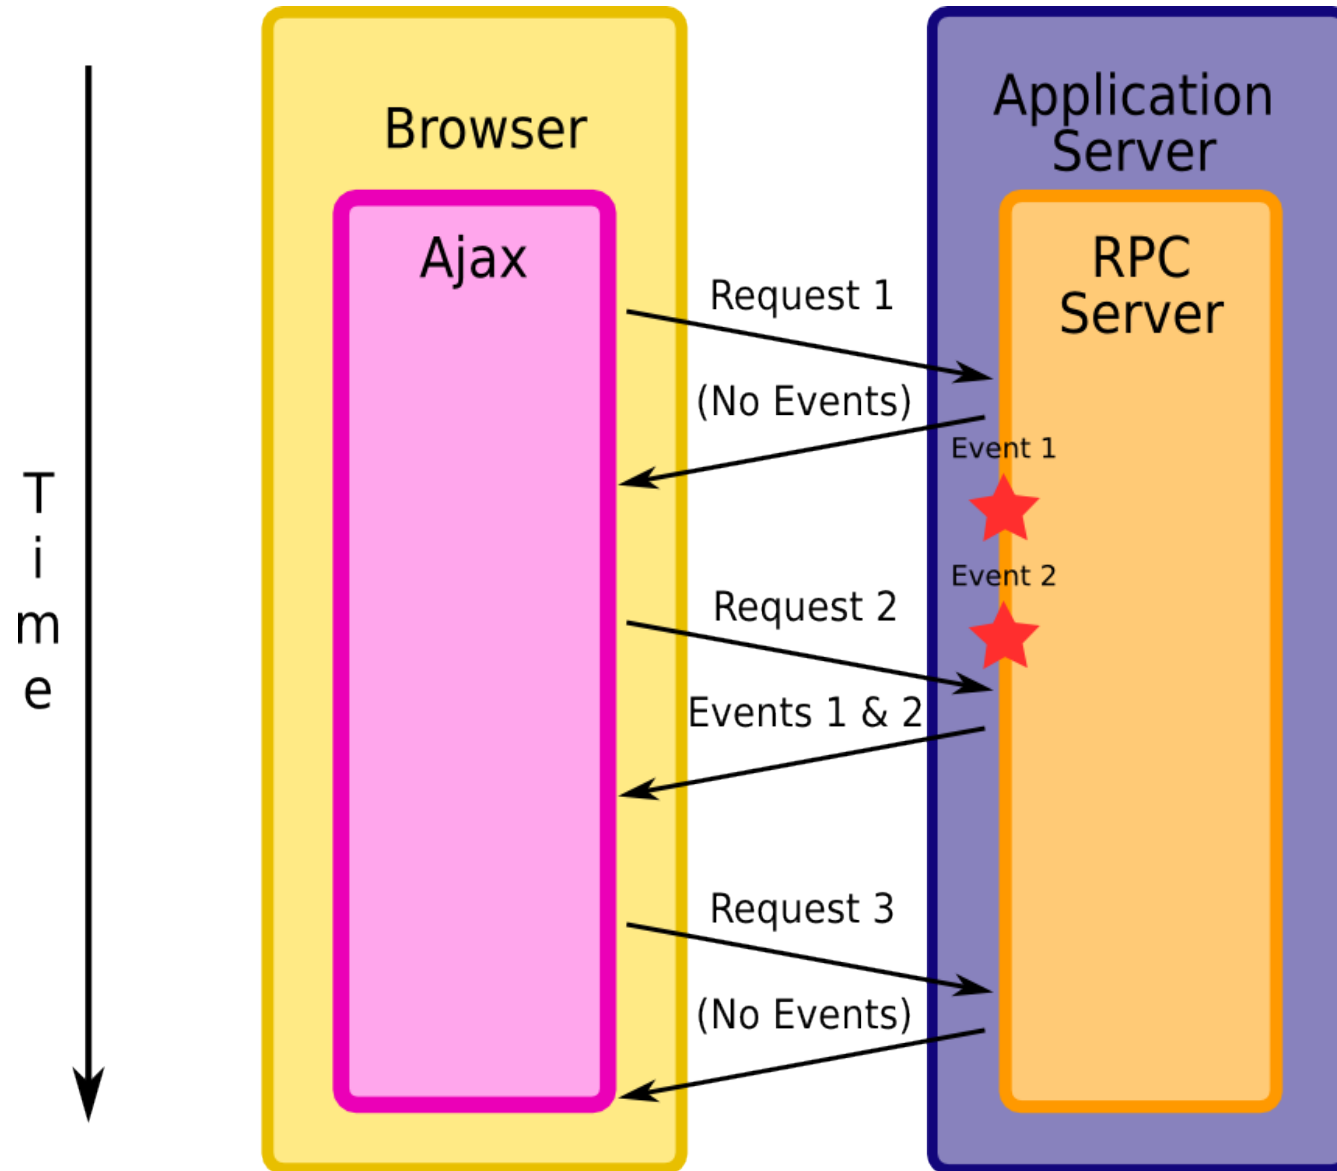 Browser
Application
Server
Ajax
RPC
Server
Request 1
(No Events)
Event 1
Event 2
Request 2
Events 1 & 2
Request 3
(No Events)
T
i
m
e